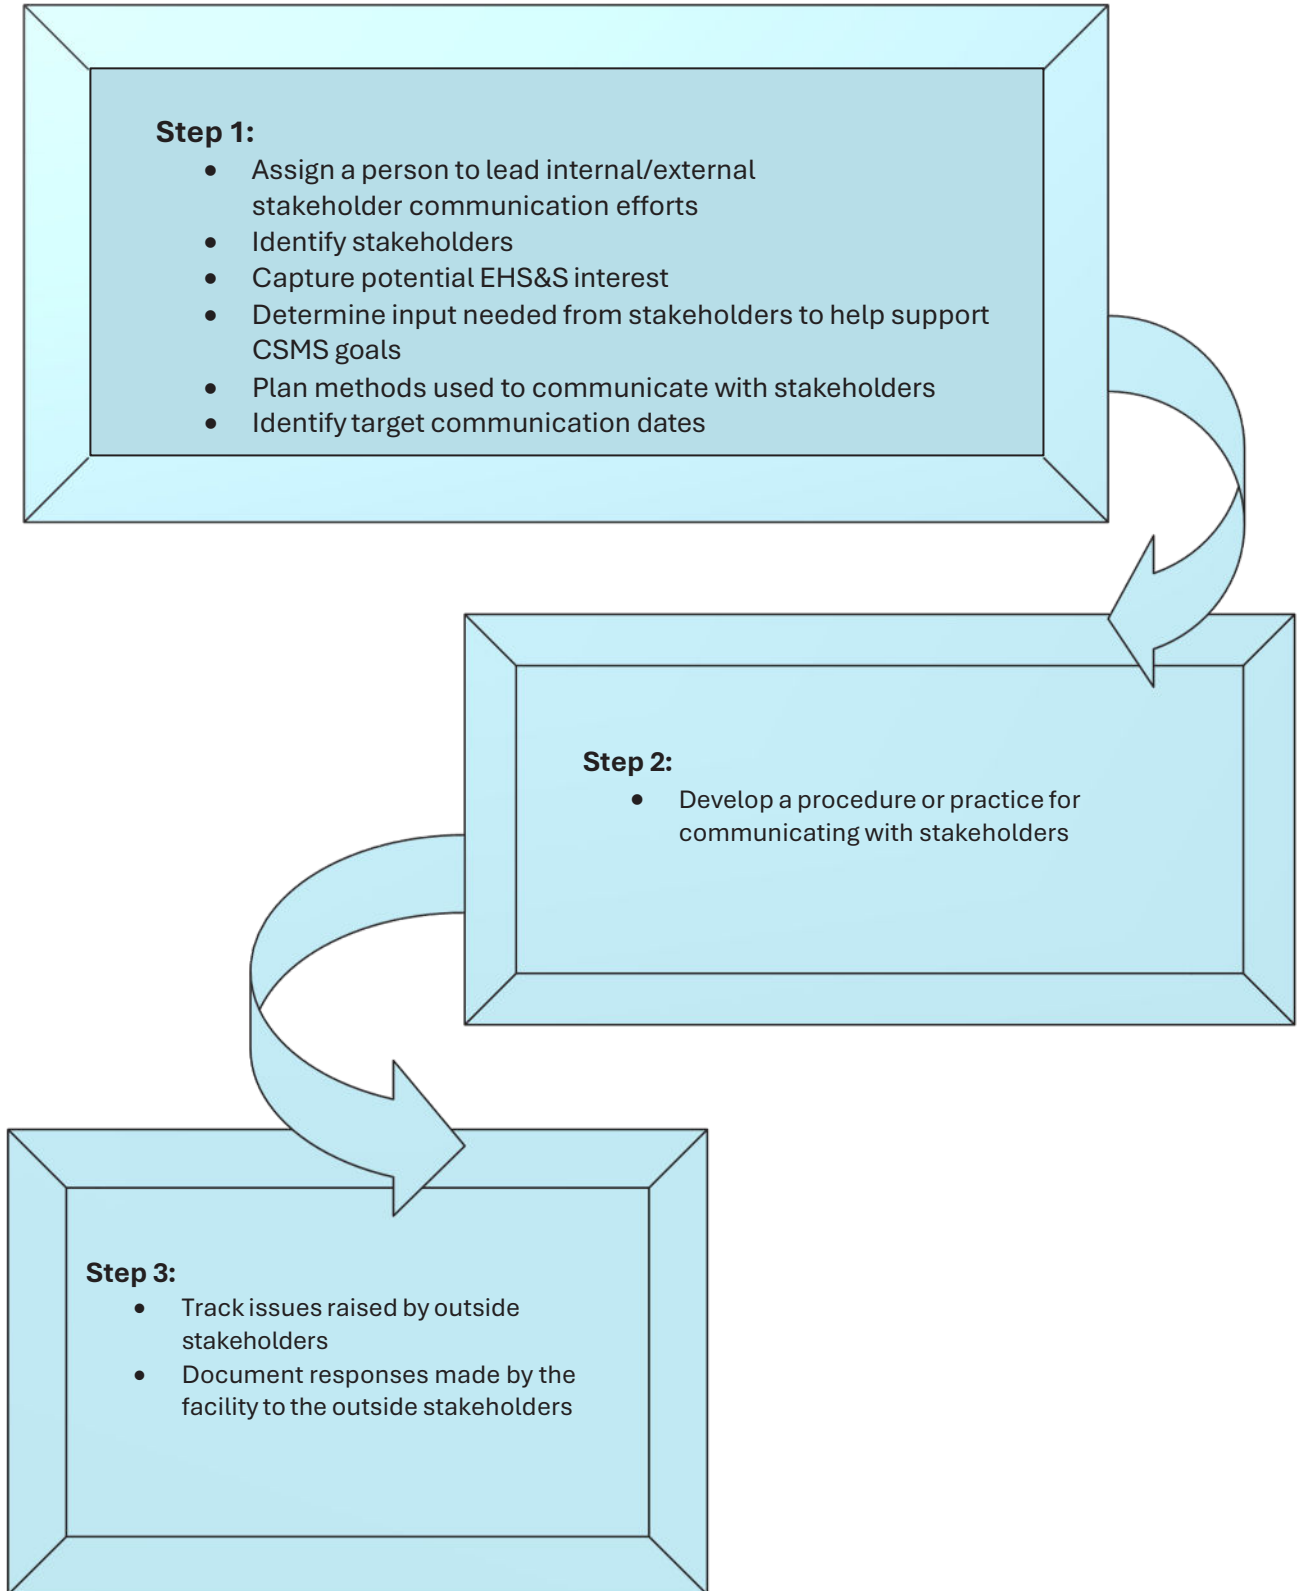 Step 1:
• Assign a person to lead internal/external
stakeholder communication efforts
• Identify stakeholders
• Capture potential EHS&S interest
• Determine input needed from stakeholders to help support
CSMS goals
• Plan methods used to communicate with stakeholders
• Identify target communication dates
Step 2:
• Develop a procedure or practice for
communicating with stakeholders
Step 3:
• Track issues raised by outside
stakeholders
• Document responses made by the
facility to the outside stakeholders